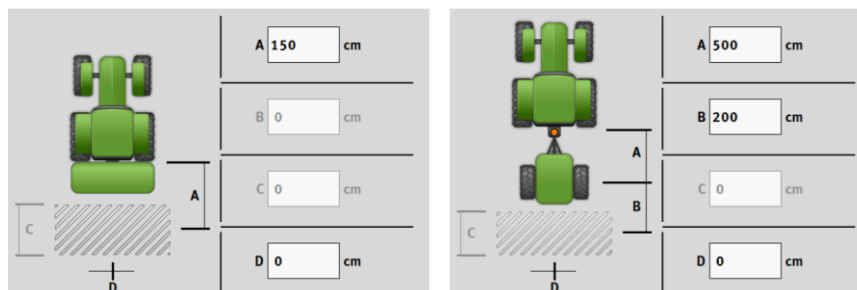 A 150 cm
B 0 cm
A
C 0 cm
C
D 0 cm
D
A 500 cm
B 200 cm
A
C 0 cm
B
C
D 0 cm
D